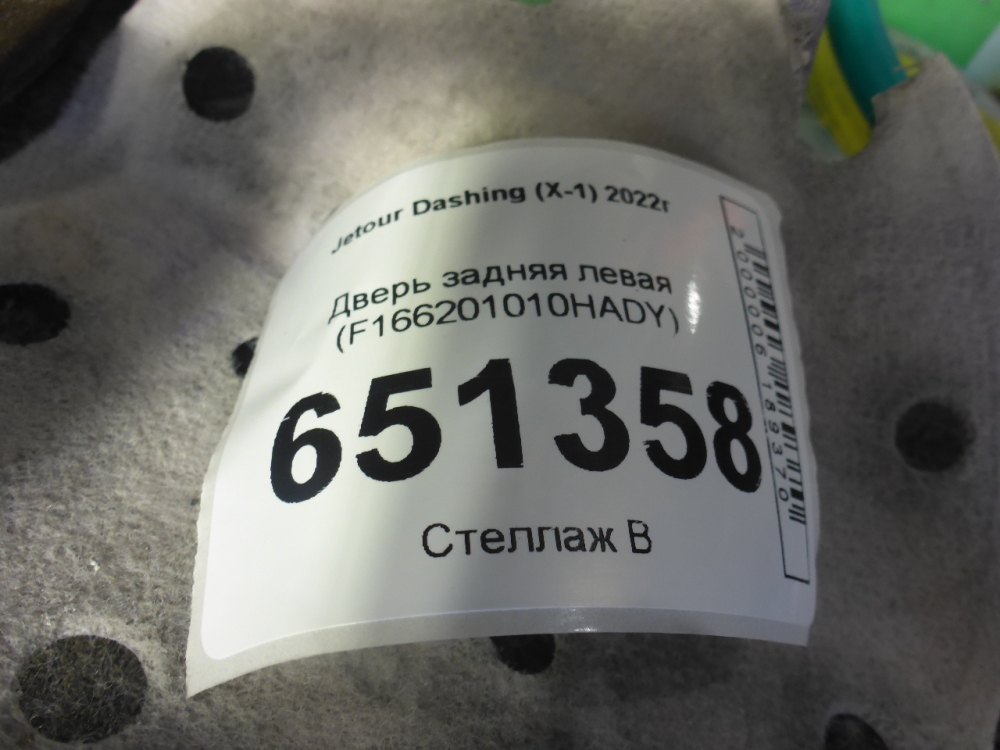 Jetour Dashing (X-1) 2022г
Дверь задняя левая
(F166201010HADY)
651358
Стеллаж В
2000006189370